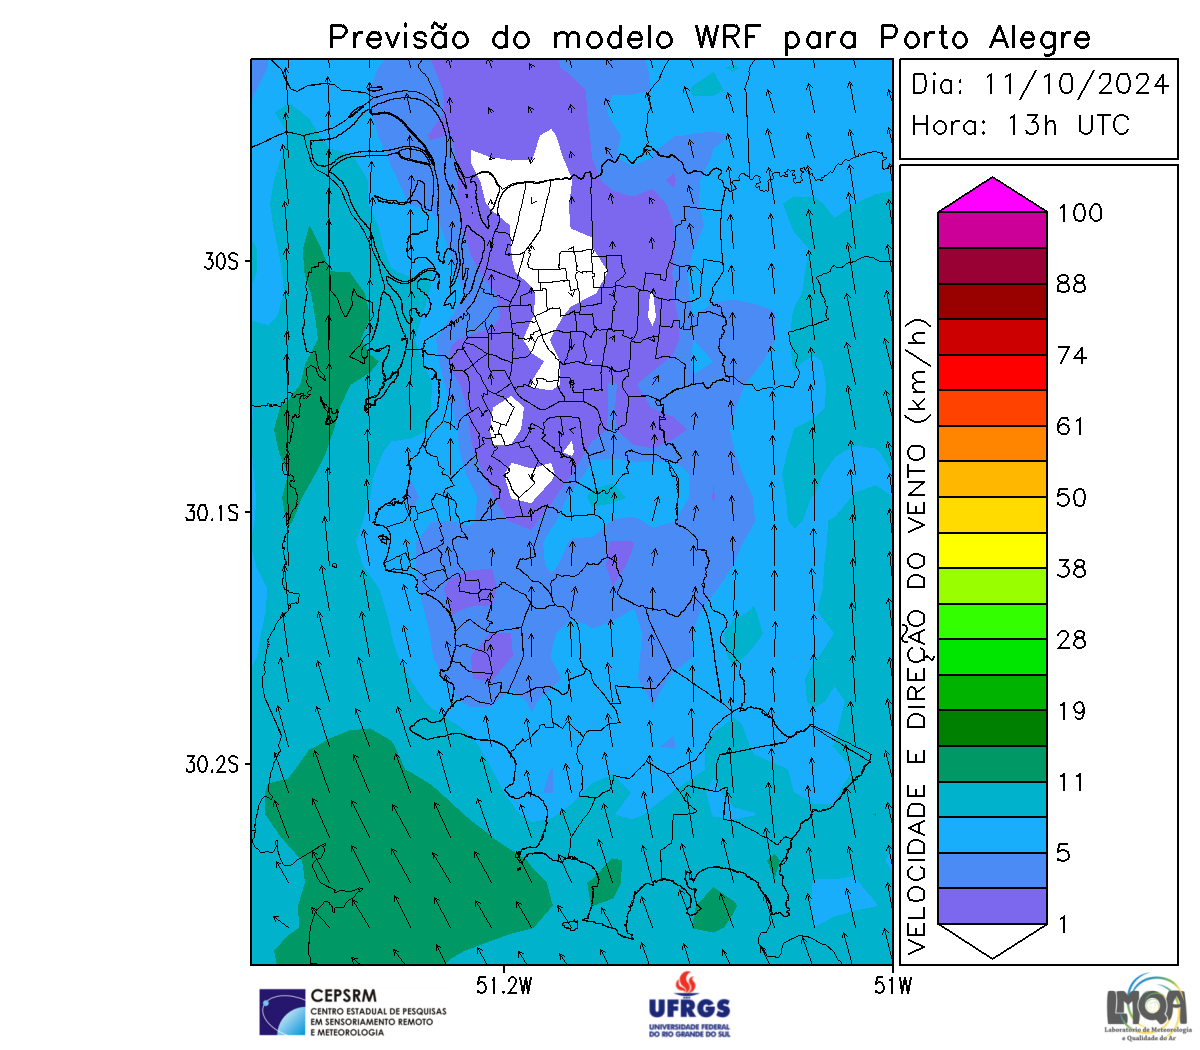 Previsão do modelo WRF para Porto Alegre
Dia: 11/10/2024
Hora: 13h UTC
30S
30.1S
30.2S
51.2W
51W
VELOCIDADE E DIREÇÃO DO VENTO (km/h)
100
88
74
61
50
38
28
19
11
5
1
CEPSRM
CENTRO ESTADUAL DE PESQUISAS
EM SENSORIAMENTO REMOTO
E METEOROLOGIA
UFRGS
UNIVERSIDADE FEDERAL
DO RIO GRANDE DO SUL
LMQA
Laboratório de Meteorologia
e Qualidade do Ar